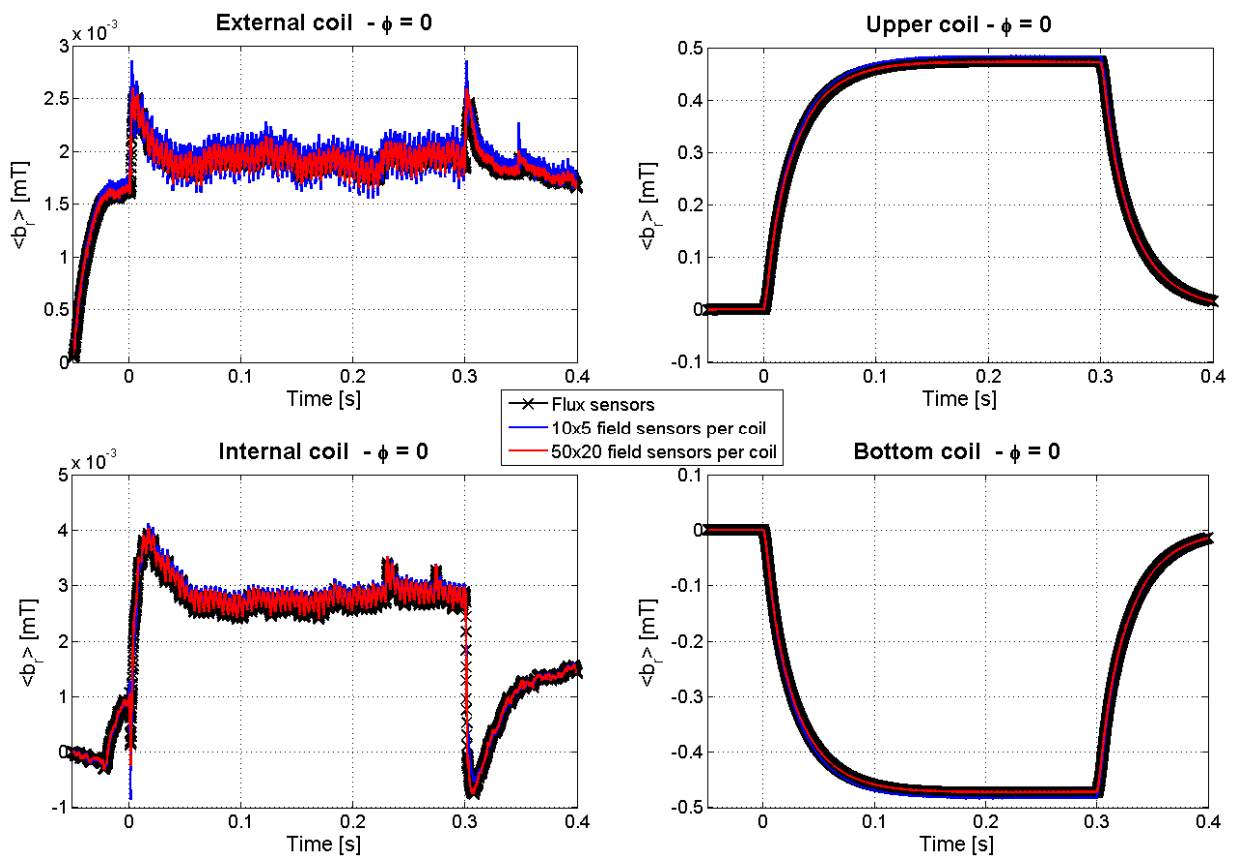 External coil - ϕ = 0
x 10⁻³
3
2.5
2
1.5
1
0.5
0
<bᵣ> [mT]
0 0.1 0.2 0.3 0.4
Time [s]
Upper coil - ϕ = 0
0.5
0.4
0.3
0.2
0.1
0
-0.1
<bᵣ> [mT]
0 0.1 0.2 0.3 0.4
Time [s]
Flux sensors
10x5 field sensors per coil
50x20 field sensors per coil
Internal coil - ϕ = 0
x 10⁻³
5
4
3
2
1
0
-1
<bᵣ> [mT]
0 0.1 0.2 0.3 0.4
Time [s]
Bottom coil - ϕ = 0
0.1
0
-0.1
-0.2
-0.3
-0.4
-0.5
<bᵣ> [mT]
0 0.1 0.2 0.3 0.4
Time [s]